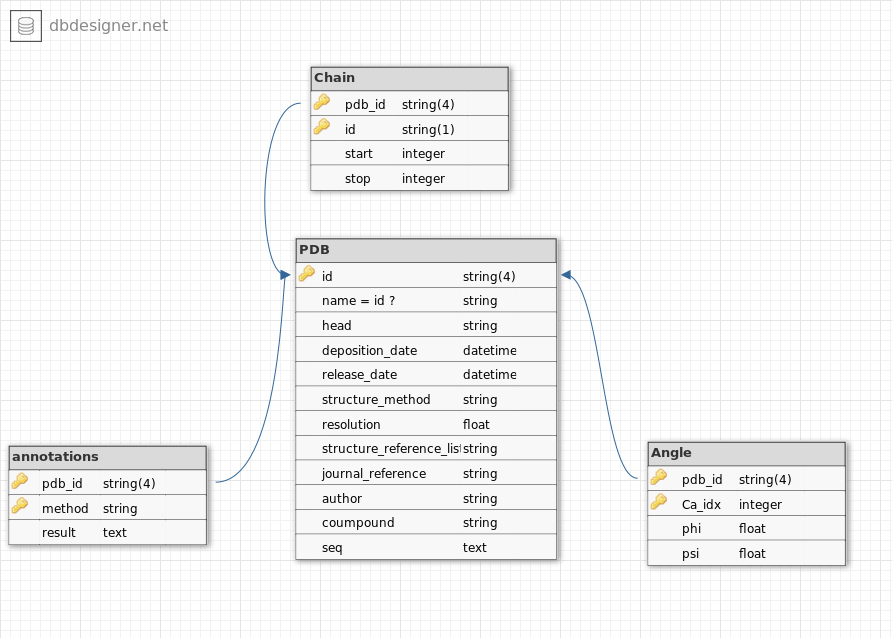 dbdesigner.net
Chain
pdb_id string(4)
id string(1)
start integer
stop integer
PDB
id string(4)
name = id ? string
head string
deposition_date datetime
release_date datetime
structure_method string
resolution float
structure_reference_lis string
journal_reference string
author string
coumpound string
seq text
annotations
pdb_id string(4)
method string
result text
Angle
pdb_id string(4)
Ca_idx integer
phi float
psi float